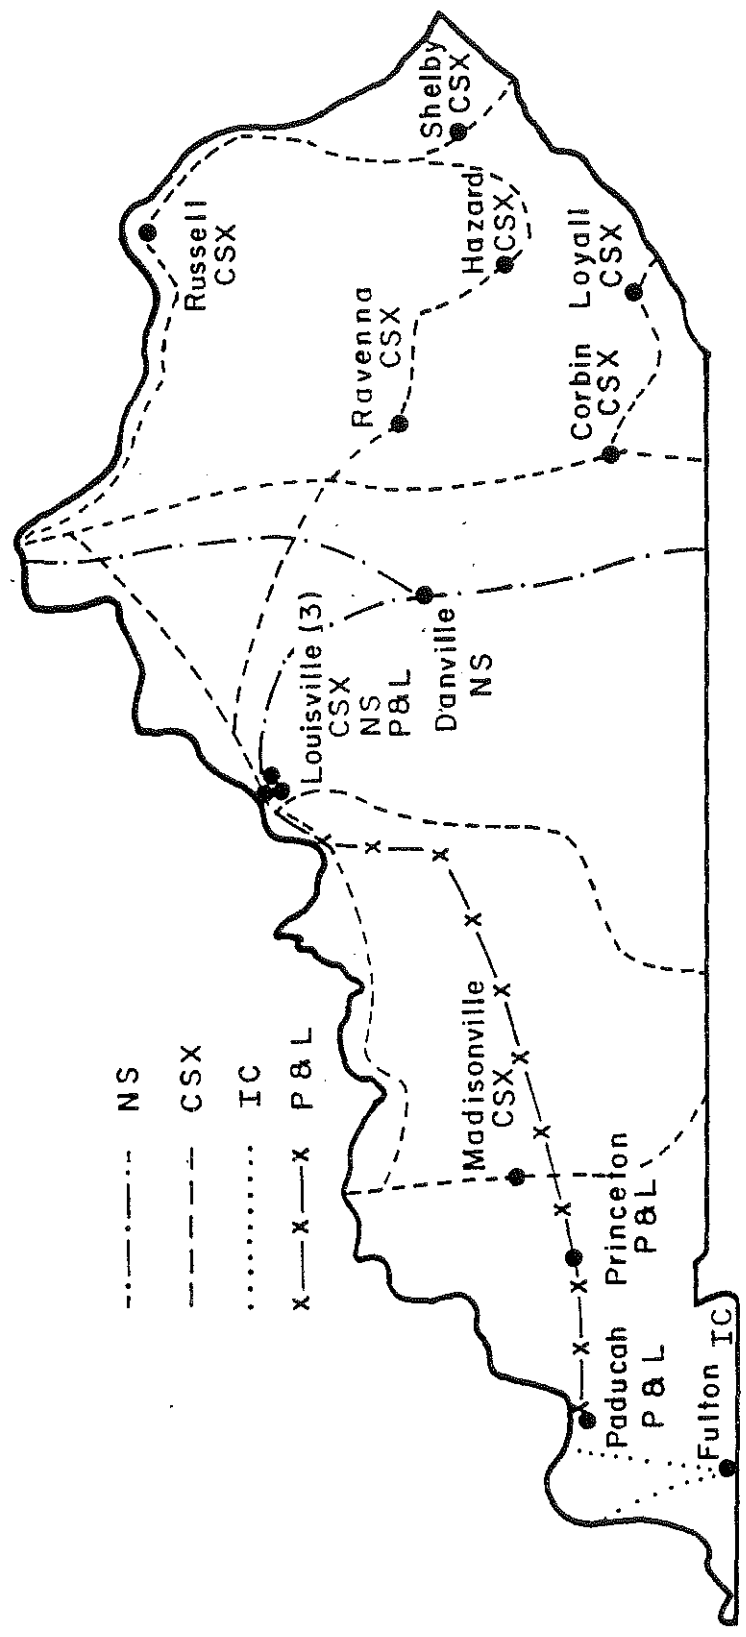 NS
CSX
IC
P&L
Russell
CSX
Shelby
CSX
Hazard
CSX
Ravenna
CSX
Loyall
CSX
Corbin
CSX
Louisville (3)
CSX
NS
P&L
Danville
NS
Madisonville
CSX
Princeton
P&L
Paducah
P&L
Fulton IC